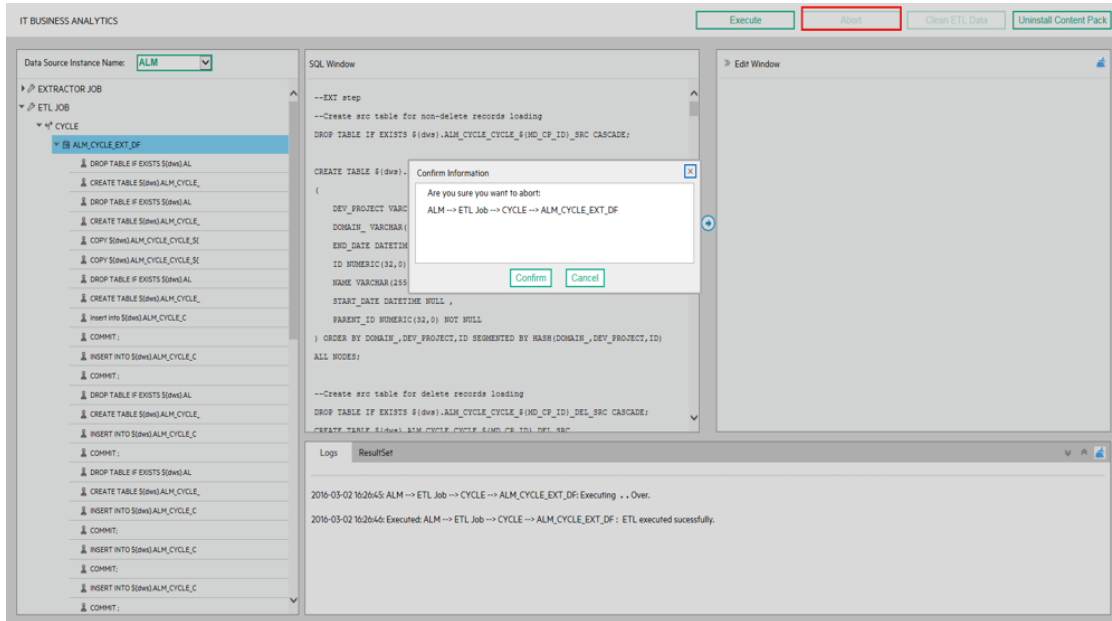 IT BUSINESS ANALYTICS
Execute
Abort
Clean ETL Data
Uninstall Content Pack
Data Source Instance Name: ALM
EXTRACTOR JOB
ETL JOB
CYCLE
ALM_CYCLE_EXT_DF
DROP TABLE IF EXISTS ${dws}.AL
CREATE TABLE ${dws}.ALM_CYCLE_
DROP TABLE IF EXISTS ${dws}.AL
CREATE TABLE ${dws}.ALM_CYCLE_
COPY ${dws}.ALM_CYCLE_CYCLE_${
COPY ${dws}.ALM_CYCLE_CYCLE_${
DROP TABLE IF EXISTS ${dws}.AL
CREATE TABLE ${dws}.ALM_CYCLE_
insert into ${dws}.ALM_CYCLE_C
COMMIT ;
INSERT INTO ${dws}.ALM_CYCLE_C
COMMIT ;
DROP TABLE IF EXISTS ${dws}.AL
CREATE TABLE ${dws}.ALM_CYCLE_
INSERT INTO ${dws}.ALM_CYCLE_C
COMMIT ;
DROP TABLE IF EXISTS ${dws}.AL
CREATE TABLE ${dws}.ALM_CYCLE_
INSERT INTO ${dws}.ALM_CYCLE_C
COMMIT;
INSERT INTO ${dws}.ALM_CYCLE_C
COMMIT;
INSERT INTO ${dws}.ALM_CYCLE_C
COMMIT ;
SQL Window
--EXT step
--Create src table for non-delete records loading
DROP TABLE IF EXISTS ${dws}.ALM_CYCLE_CYCLE_${MD_CP_ID}_SRC CASCADE;
CREATE TABLE ${dws}.
(
DEV_PROJECT VARC
DOMAIN_ VARCHAR(
END_DATE DATETIM
ID NUMERIC(32,0)
NAME VARCHAR(255
START_DATE DATETIME NULL ,
PARENT_ID NUMERIC(32,0) NOT NULL
) ORDER BY DOMAIN_,DEV_PROJECT,ID SEGMENTED BY HASH(DOMAIN_,DEV_PROJECT,ID)
ALL NODES;
--Create src table for delete records loading
DROP TABLE IF EXISTS ${dws}.ALM_CYCLE_CYCLE_${MD_CP_ID}_DEL_SRC CASCADE;
CREATE TABLE ${dws}.ALM_CYCLE_CYCLE_${MD_CP_ID}_DEL_SRC
Confirm Information
Are you sure you want to abort:
ALM --> ETL Job --> CYCLE --> ALM_CYCLE_EXT_DF
Confirm
Cancel
Edit Window
Logs
ResultSet
2016-03-02 16:26:45: ALM --> ETL Job --> CYCLE --> ALM_CYCLE_EXT_DF: Executing . . Over.
2016-03-02 16:26:46: Executed: ALM --> ETL Job --> CYCLE --> ALM_CYCLE_EXT_DF : ETL executed sucessfully.